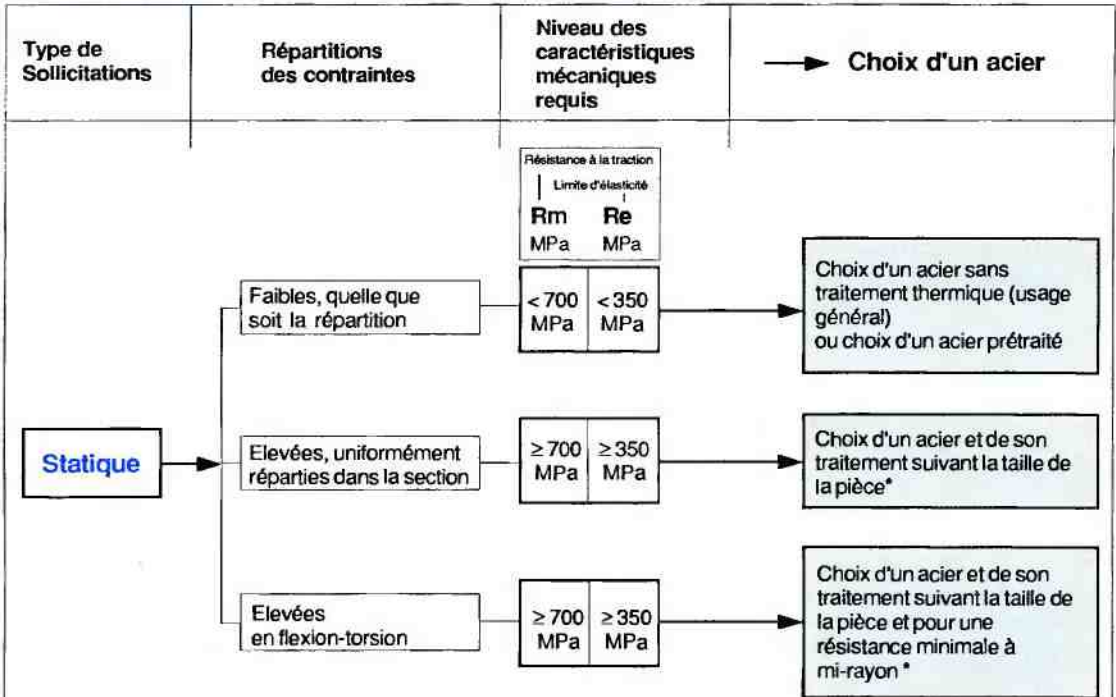 Type de
Sollicitations
Répartitions
des contraintes
Niveau des
caractéristiques
mécaniques
requis
Choix d'un acier
Résistance à la traction
Limite d'élasticité
Rm Re
MPa MPa
Faibles, quelle que
soit la répartition
< 700 < 350
MPa MPa
Choix d'un acier sans
traitement thermique (usage
général)
ou choix d'un acier prétraité
Statique
Elevées, uniformément
réparties dans la section
≥ 700 ≥ 350
MPa MPa
Choix d'un acier et de son
traitement suivant la taille de
la pièce*
Elevées
en flexion-torsion
≥ 700 ≥ 350
MPa MPa
Choix d'un acier et de son
traitement suivant la taille de
la pièce et pour une
résistance minimale à
mi-rayon *